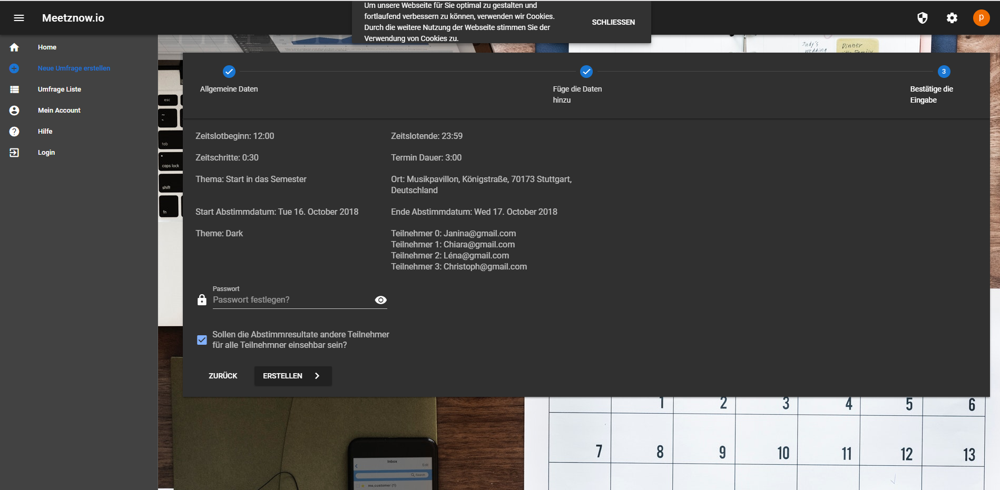 Meetznow.io
Um unsere Webseite für Sie optimal zu gestalten und
fortlaufend verbessern zu können, verwenden wir Cookies.
Durch die weitere Nutzung der Webseite stimmen Sie der
Verwendung von Cookies zu.
SCHLIESSEN
P
Home
Neue Umfrage erstellen
Umfrage Liste
Mein Account
Hilfe
Login
Judy's
wedding
Dinner
Allgemeine Daten
Füge die Daten
hinzu
3
Bestätige die
Eingabe
esc
tab
caps lock
shift
fn
Zeitslotbeginn: 12:00
Zeitslotende: 23:59
Zeitschritte: 0:30
Termin Dauer: 3:00
Thema: Start in das Semester
Ort: Musikpavillon, Königstraße, 70173 Stuttgart,
Deutschland
Start Abstimmdatum: Tue 16. October 2018
Ende Abstimmdatum: Wed 17. October 2018
Theme: Dark
Teilnehmer 0: Janina@gmail.com
Teilnehmer 1: Chiara@gmail.com
Teilnehmer 2: Léna@gmail.com
Teilnehmer 3: Christoph@gmail.com
Passwort
Passwort festlegen?
Sollen die Abstimmresultate andere Teilnehmer
für alle Teilnehmner einsehbar sein?
ZURÜCK
ERSTELLEN
1 2 3 4 5 6
7 8 9 10 11 12 13
Inbox
Edit
Search
me,customer (1)